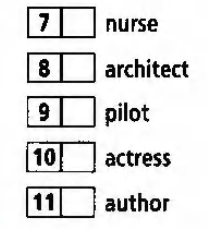 7 nurse
8 architect
9 pilot
10 actress
11 author